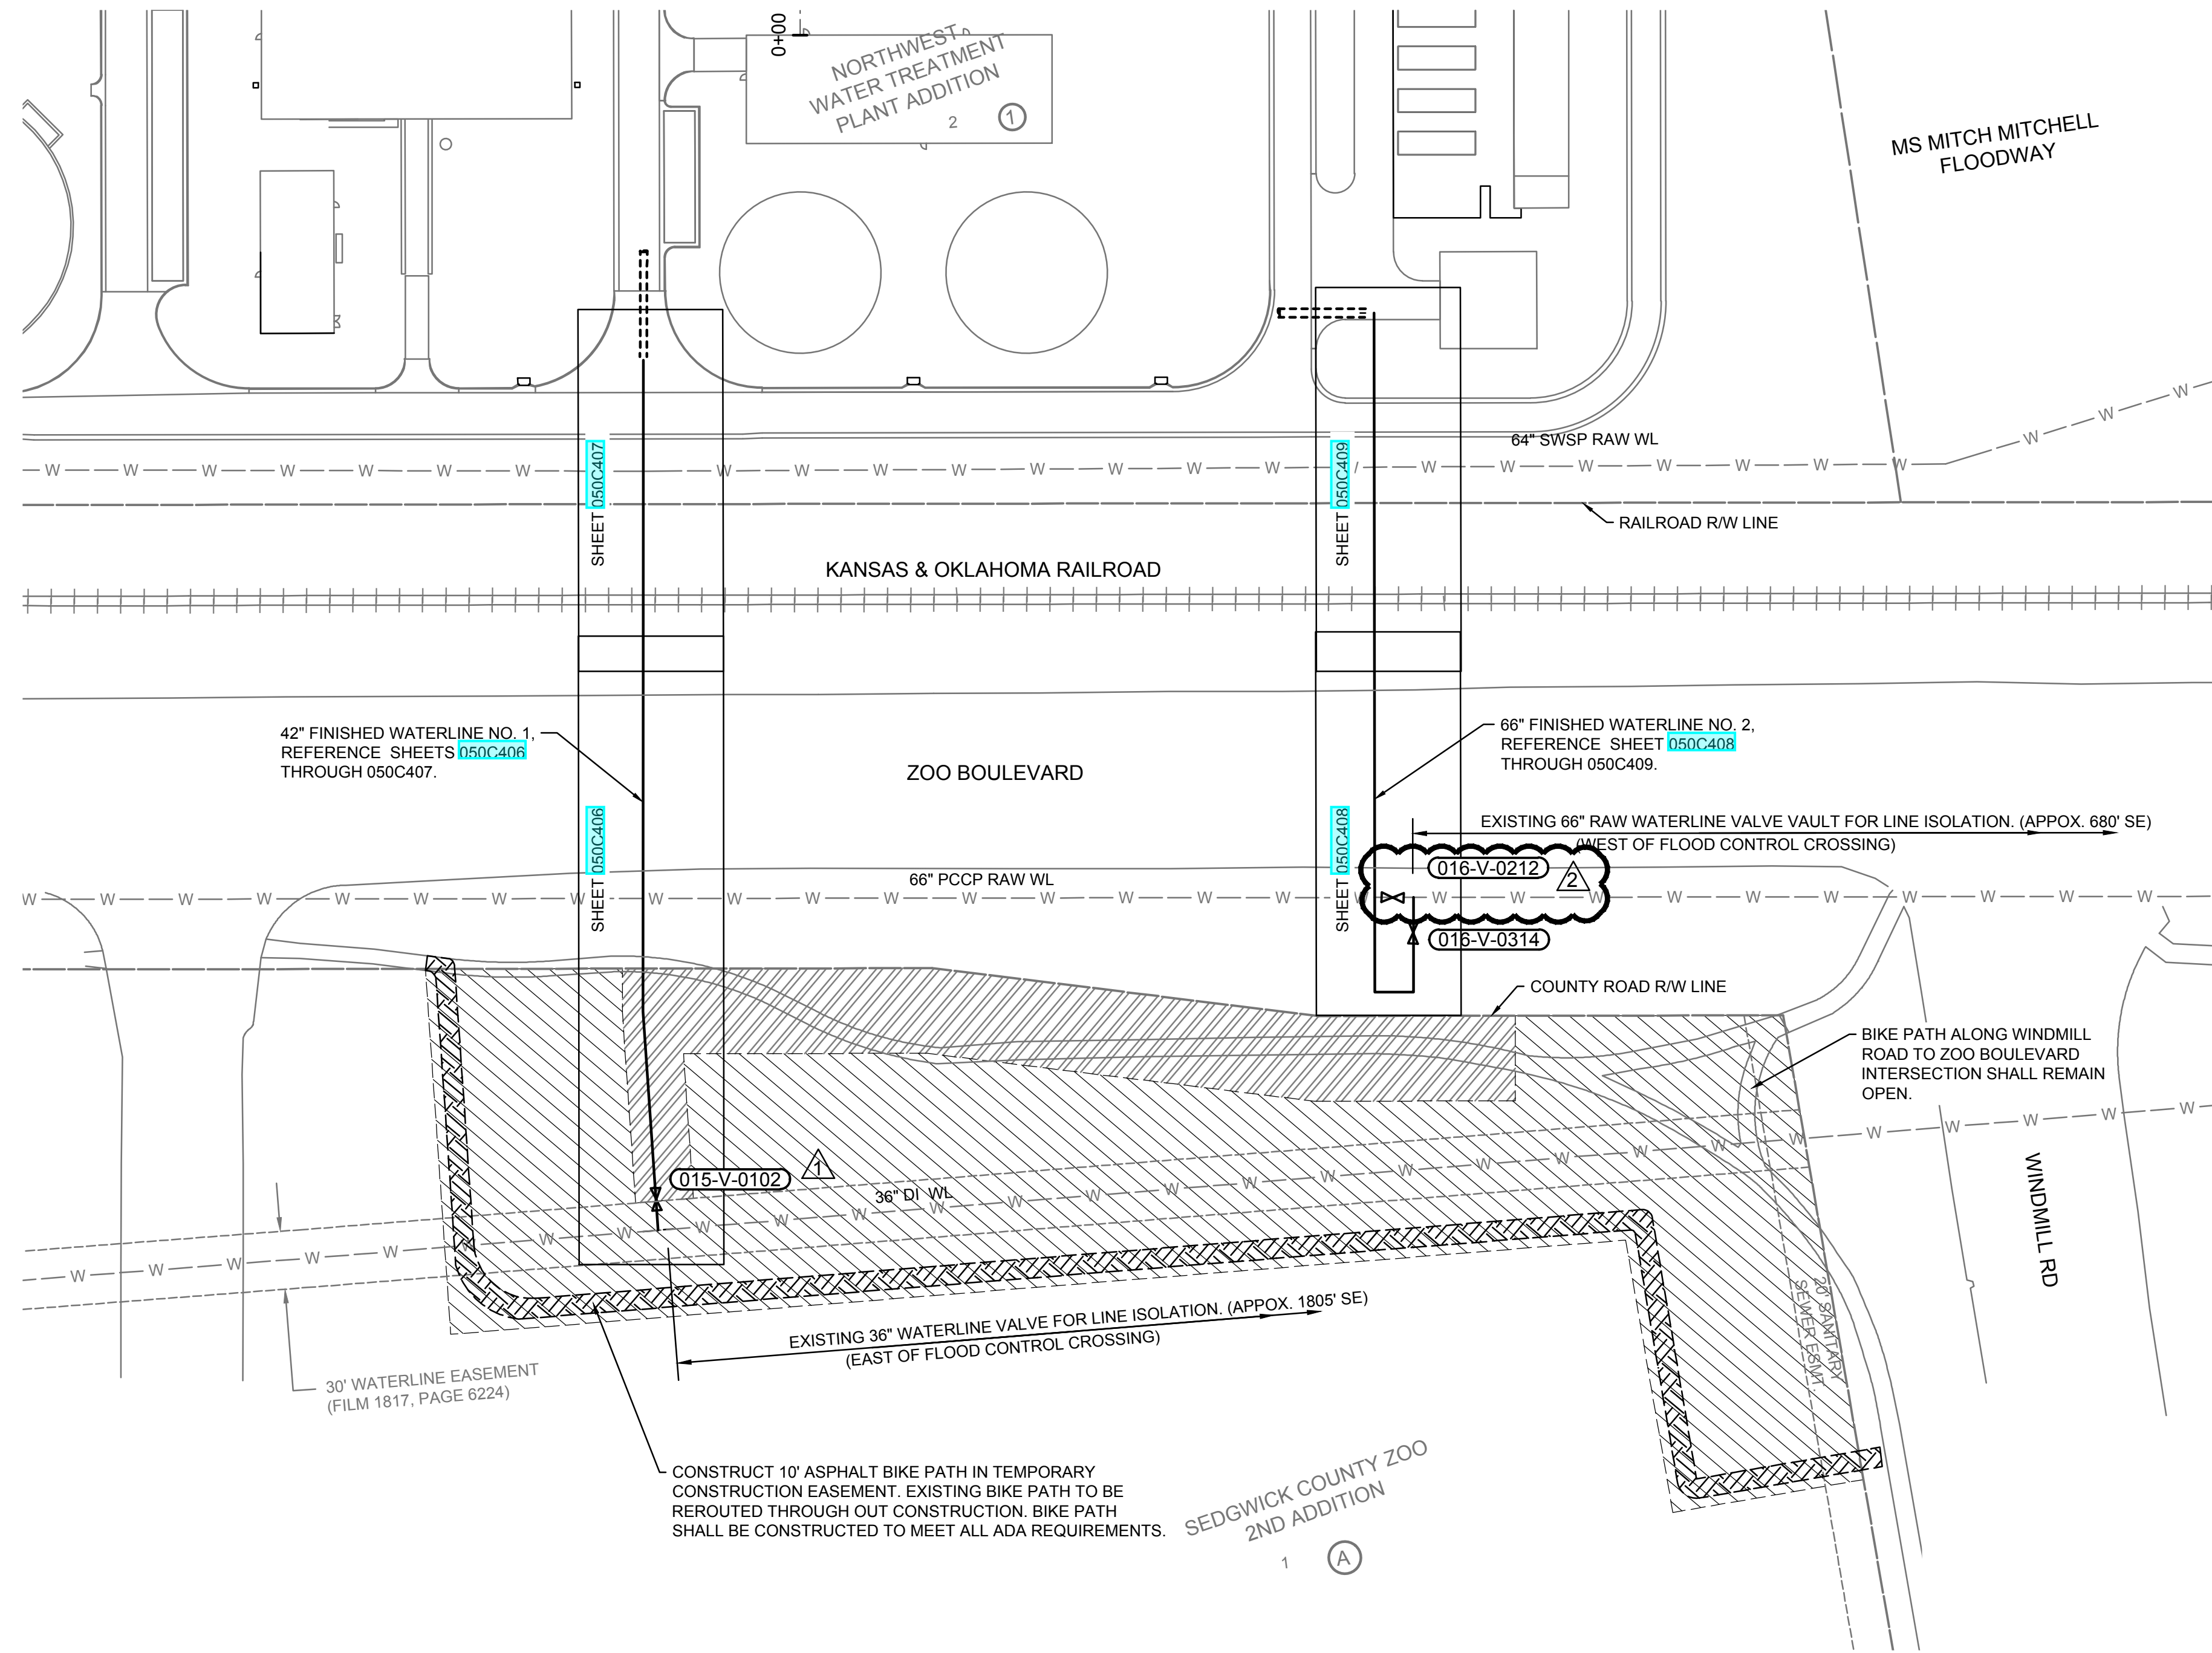 0+00
NORTHWEST
WATER TREATMENT
PLANT ADDITION
2
1
MS MITCH MITCHELL
FLOODWAY
64" SWSP RAW WL
SHEET 050C407
SHEET 050C409
RAILROAD R/W LINE
KANSAS & OKLAHOMA RAILROAD
42" FINISHED WATERLINE NO. 1,
REFERENCE SHEETS 050C406
THROUGH 050C407.
66" FINISHED WATERLINE NO. 2,
REFERENCE SHEET 050C408
THROUGH 050C409.
ZOO BOULEVARD
SHEET 050C406
SHEET 050C408
EXISTING 66" RAW WATERLINE VALVE VAULT FOR LINE ISOLATION. (APPOX. 680' SE)
(WEST OF FLOOD CONTROL CROSSING)
016-V-0212
2
66" PCCP RAW WL
W W W W W W W W W W W W W W W W W W W W W W W W W W
016-V-0314
COUNTY ROAD R/W LINE
BIKE PATH ALONG WINDMILL
ROAD TO ZOO BOULEVARD
INTERSECTION SHALL REMAIN
OPEN.
015-V-0102
1
36" DI WL
WINDMILL RD
20' SANITARY
SEWER ESMT.
EXISTING 36" WATERLINE VALVE FOR LINE ISOLATION. (APPOX. 1805' SE)
(EAST OF FLOOD CONTROL CROSSING)
30' WATERLINE EASEMENT
(FILM 1817, PAGE 6224)
CONSTRUCT 10' ASPHALT BIKE PATH IN TEMPORARY
CONSTRUCTION EASEMENT. EXISTING BIKE PATH TO BE
REROUTED THROUGH OUT CONSTRUCTION. BIKE PATH
SHALL BE CONSTRUCTED TO MEET ALL ADA REQUIREMENTS.
SEDGWICK COUNTY ZOO
2ND ADDITION
1
A